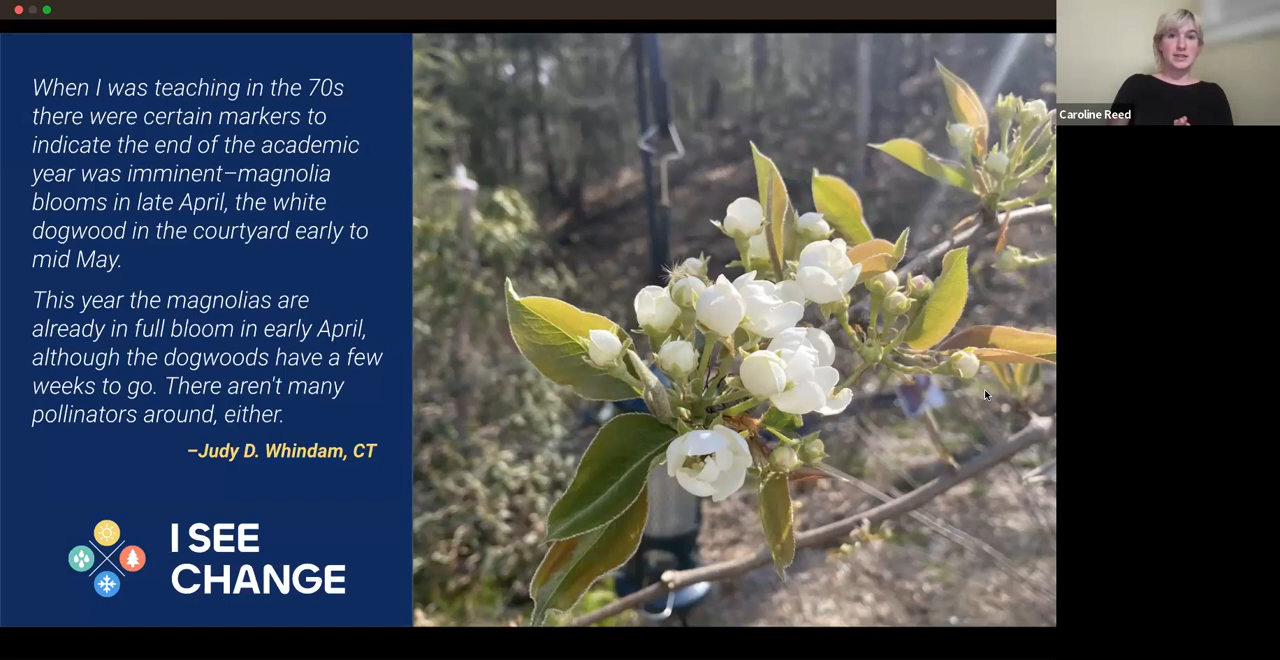 When I was teaching in the 70s
there were certain markers to
indicate the end of the academic
year was imminent–magnolia
blooms in late April, the white
dogwood in the courtyard early to
mid May.
This year the magnolias are
already in full bloom in early April,
although the dogwoods have a few
weeks to go. There aren't many
pollinators around, either.
–Judy D. Whindam, CT
I SEE
CHANGE
Caroline Reed